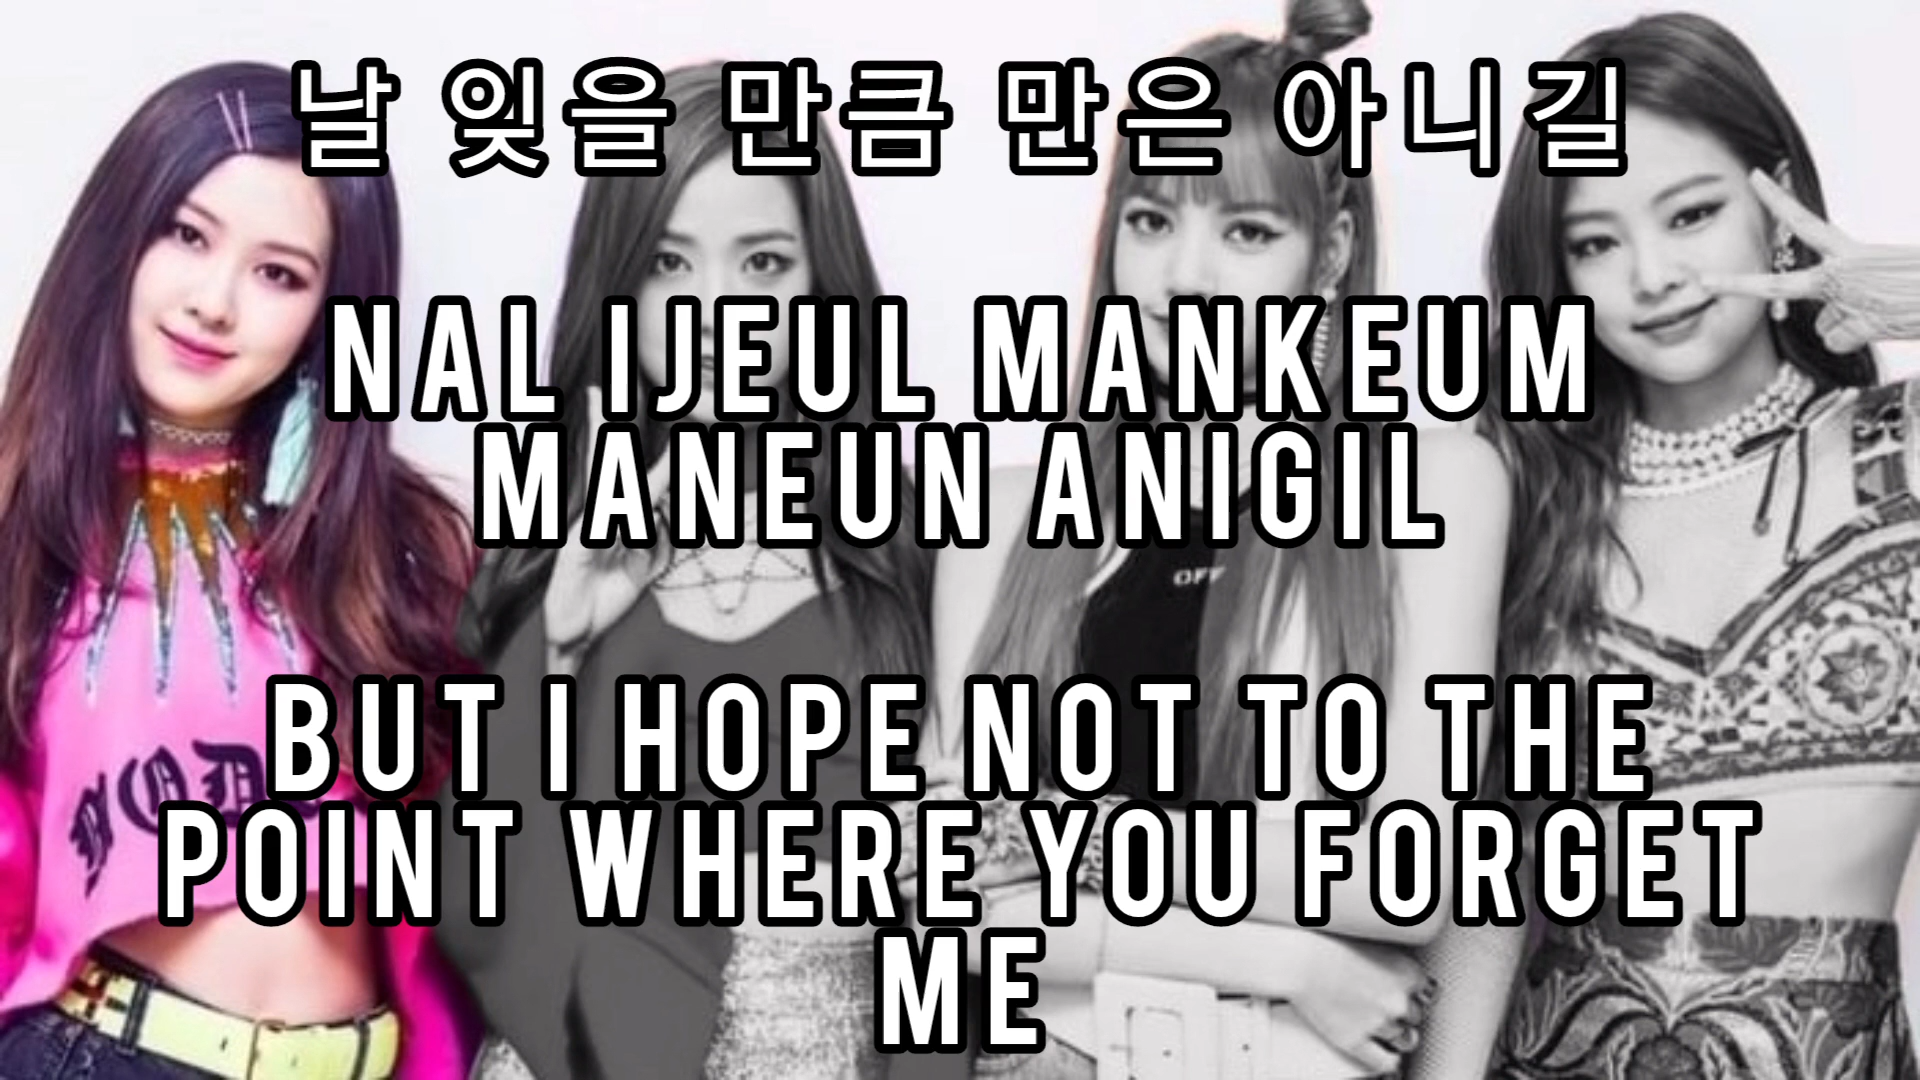 날 잊을 만큼 만은 아니길
NAL IJEUL MANKEUM
MANEUN ANIGIL
BUT I HOPE NOT TO THE
POINT WHERE YOU FORGET
ME
OFF